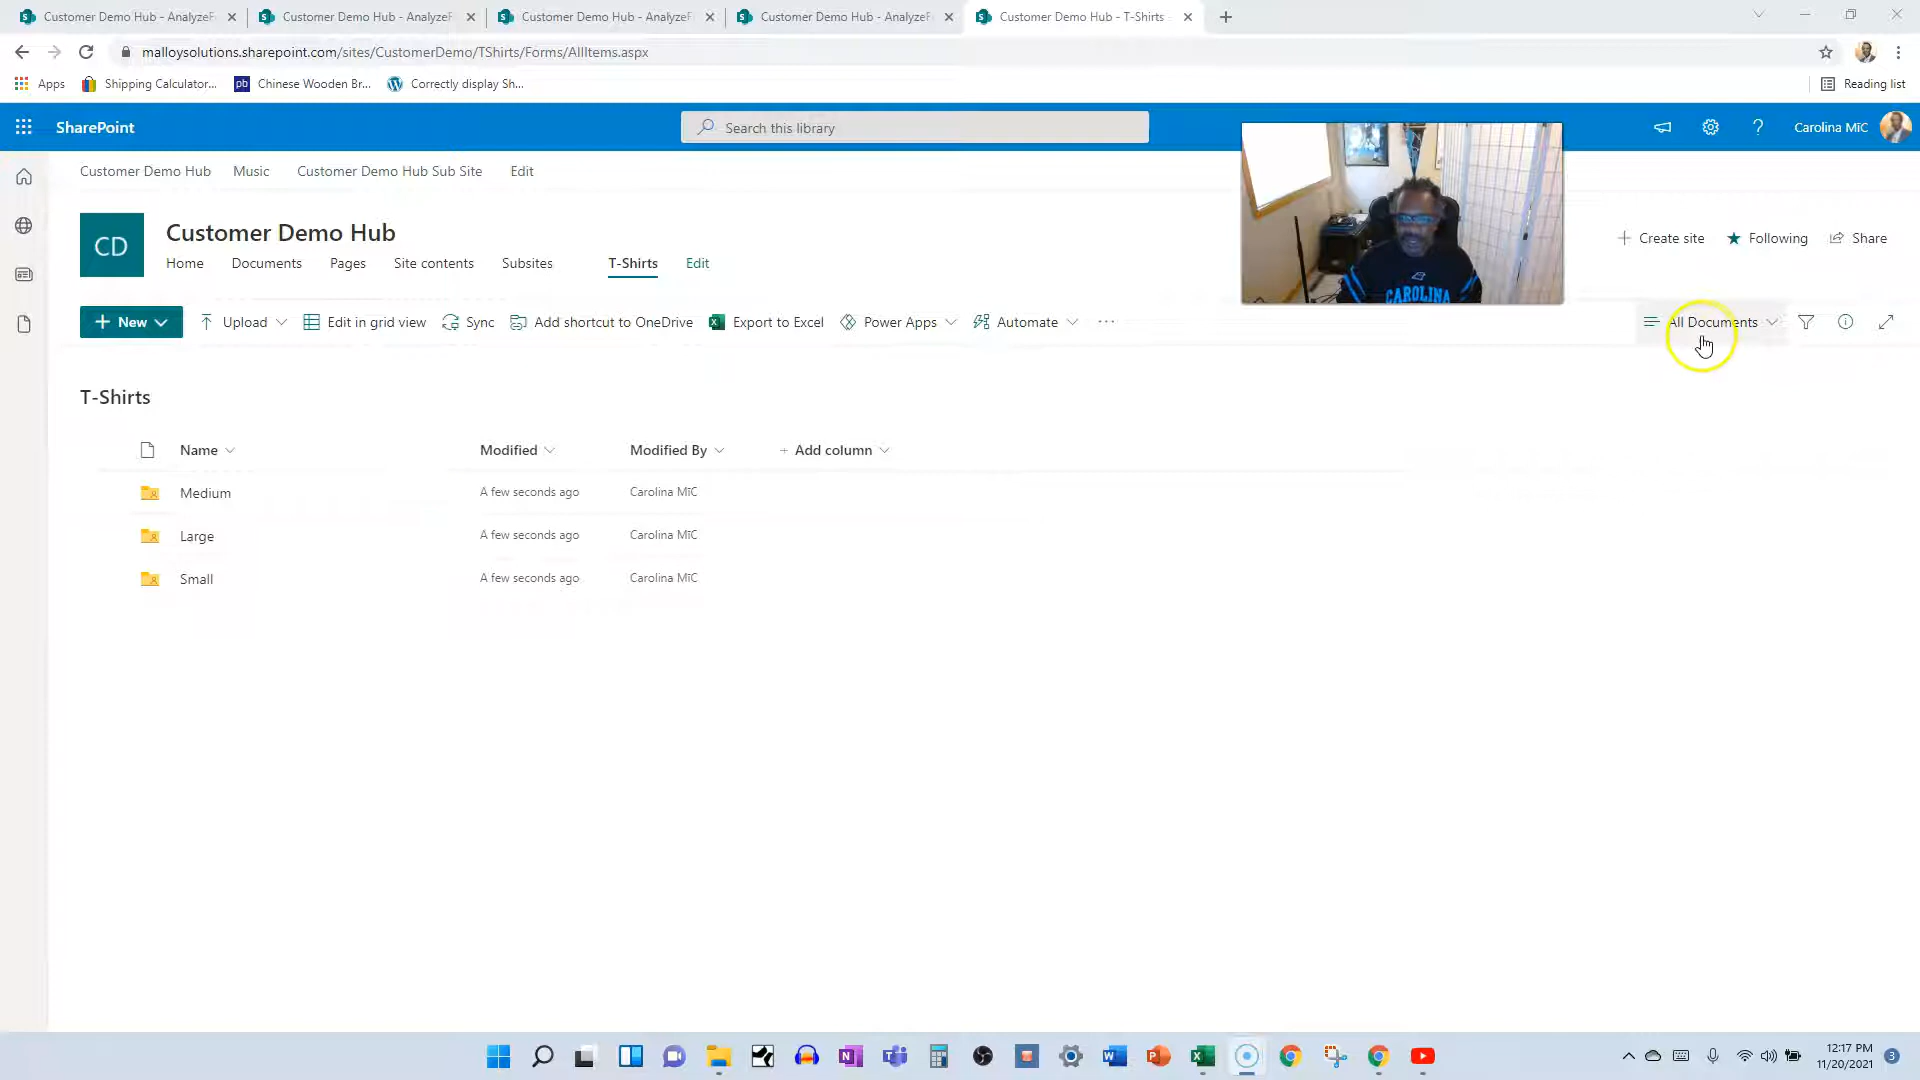 Customer Demo Hub - AnalyzeF
Customer Demo Hub - AnalyzeF
Customer Demo Hub - AnalyzeF
Customer Demo Hub - AnalyzeF
Customer Demo Hub - T-Shirts
malloysolutions.sharepoint.com/sites/CustomerDemo/TShirts/Forms/AllItems.aspx
Apps
Shipping Calculator...
pb
Chinese Wooden Br...
Correctly display Sh...
Reading list
SharePoint
Search this library
Carolina MīC
Customer Demo Hub
Music
Customer Demo Hub Sub Site
Edit
CD
Customer Demo Hub
Create site
Following
Share
Home
Documents
Pages
Site contents
Subsites
T-Shirts
Edit
New
Upload
Edit in grid view
Sync
Add shortcut to OneDrive
Export to Excel
Power Apps
Automate
All Documents
CAROLINA
T-Shirts
Name
Modified
Modified By
Add column
Medium
A few seconds ago
Carolina MīC
Large
A few seconds ago
Carolina MīC
Small
A few seconds ago
Carolina MīC
12:17 PM
11/20/2021
3